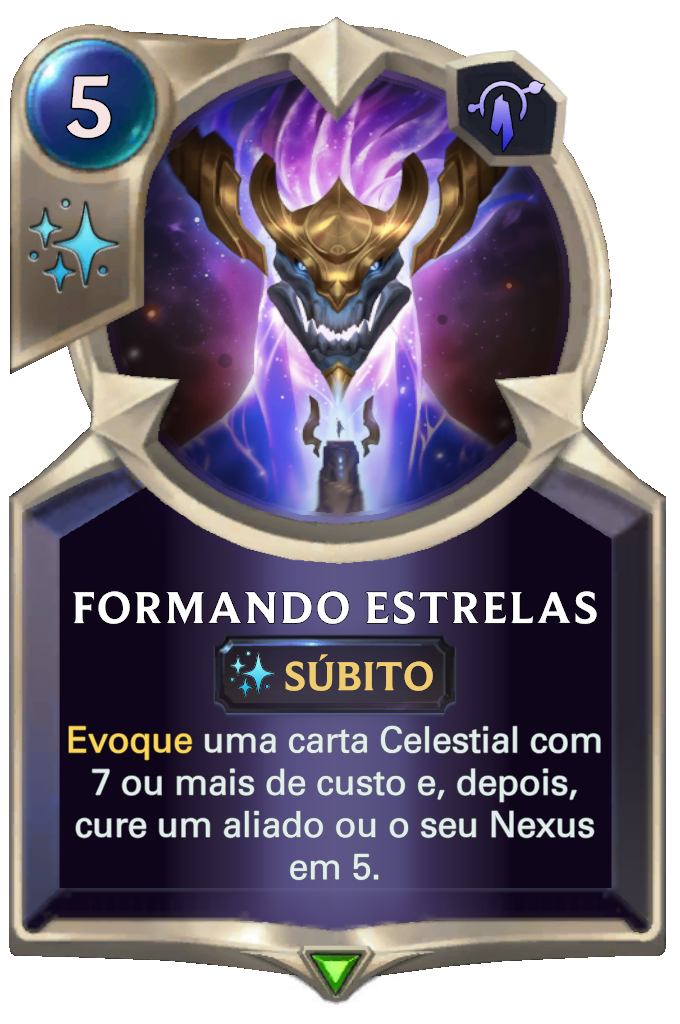 5
FORMANDO ESTRELAS
SÚBITO
Evoque uma carta Celestial com
7 ou mais de custo e, depois,
cure um aliado ou o seu Nexus
em 5.